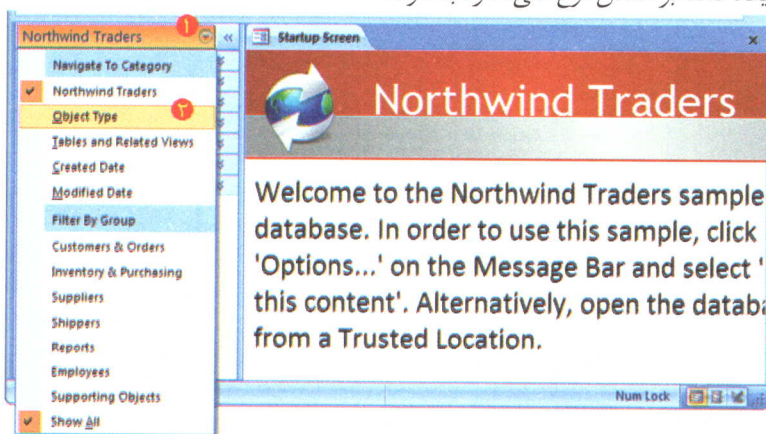 Northwind Traders ۱
Navigate To Category
Northwind Traders
Object Type ۲
Tables and Related Views
Created Date
Modified Date
Filter By Group
Customers & Orders
Inventory & Purchasing
Suppliers
Shippers
Reports
Employees
Supporting Objects
Show All
«
Startup Screen
×
Northwind Traders
Welcome to the Northwind Traders sample
database. In order to use this sample, click
'Options...' on the Message Bar and select '
this content'. Alternatively, open the databa
from a Trusted Location.
Num Lock